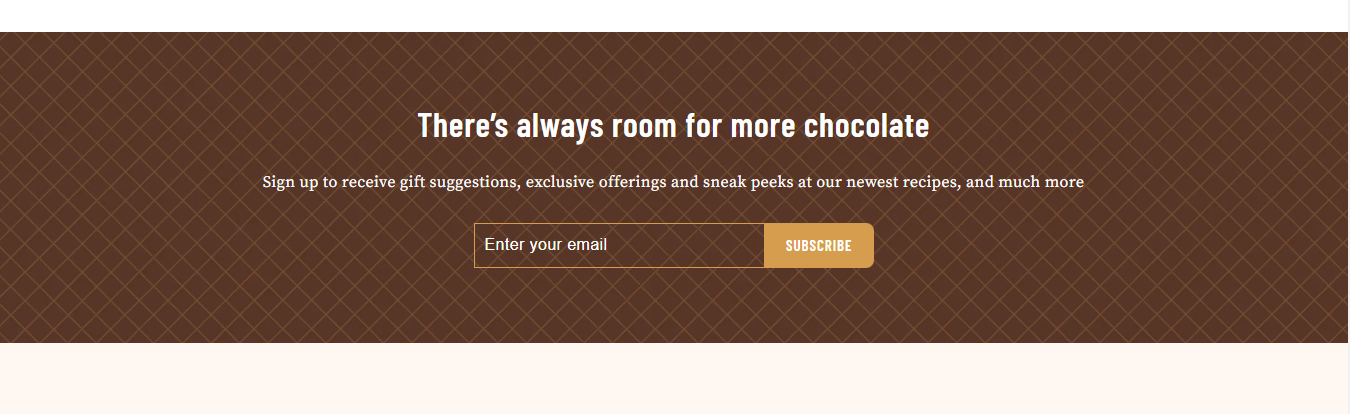 There’s always room for more chocolate
Sign up to receive gift suggestions, exclusive offerings and sneak peeks at our newest recipes, and much more
Enter your email
SUBSCRIBE